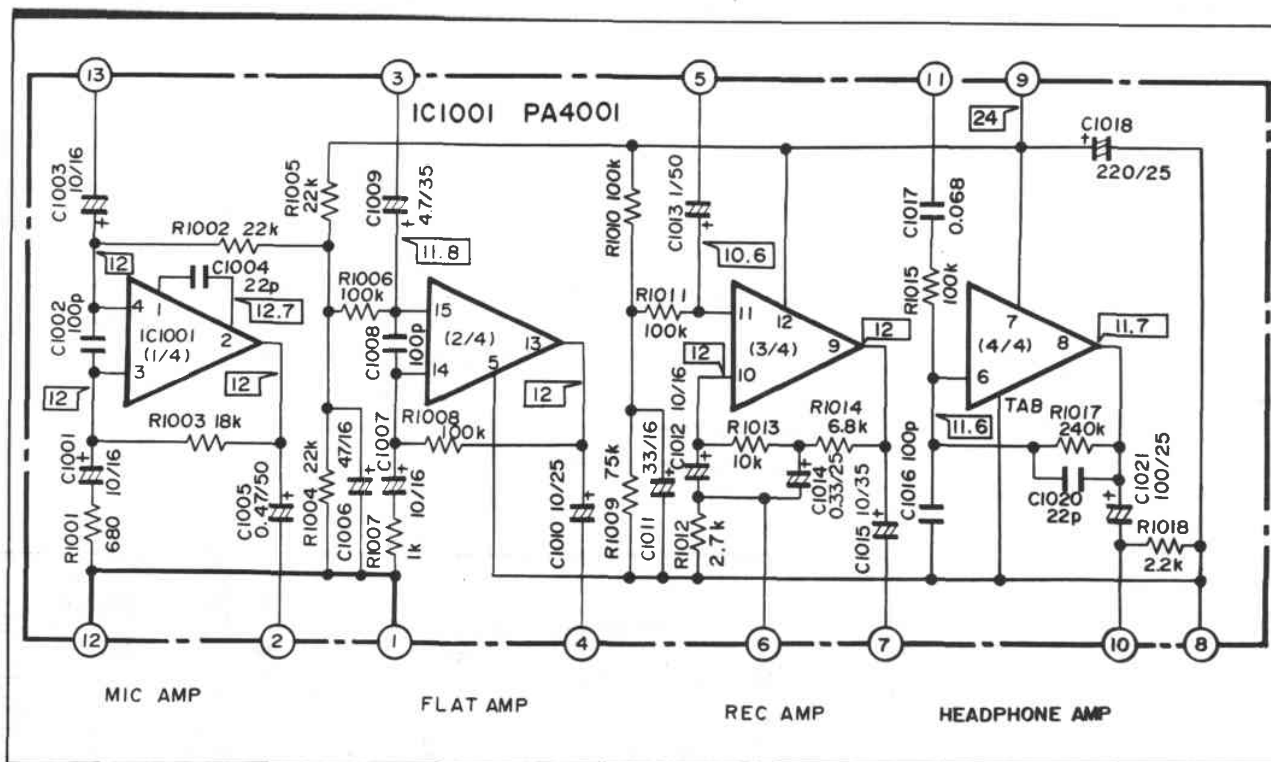 13
3
5
11
9
IC1001 PA4001
24
C1018
220/25
C1003
10/16
R1005
22k
C1009
4.7/35
R1010 100k
C1013 1/50
C1017
0.068
R1002 22k
12
C1004
22p
12.7
11.8
10.6
R1006
100k
R1011
100k
R1015
100k
C1002
100p
4
1
2
IC1001
(1/4)
3
C1008
100p
15
(2/4)
13
14
5
11
12
(3/4)
9
10
12
7
(4/4)
8
6
TAB
11.7
12
12
12
12
11.6
R1003 18k
R1008
100k
R1013
10k
R1014
6.8k
R1017
240k
C1020
22p
C1021
100/25
R1018
2.2k
C1001
10/16
R1001
680
C1005
0.47/50
R1004 22k
C1006 47/16
C1007
10/16
R1007
1k
C1010 10/25
R1009 75k
C1011 33/16
C1012 10/16
R1012
2.7k
C1014
0.33/25
C1015 10/35
C1016 100p
12
2
1
4
6
7
10
8
MIC AMP
FLAT AMP
REC AMP
HEADPHONE AMP